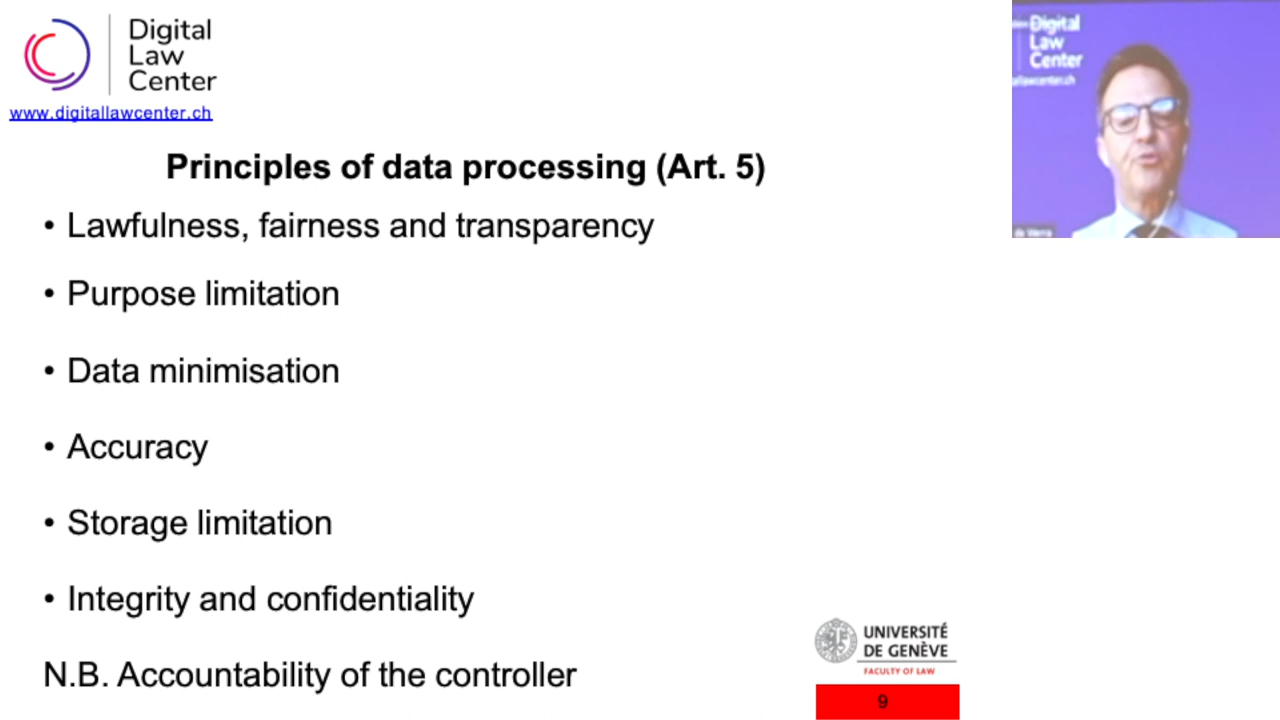 Digital
Law
Center
www.digitallawcenter.ch
Digital
Law
Center
Principles of data processing (Art. 5)
• Lawfulness, fairness and transparency
• Purpose limitation
• Data minimisation
• Accuracy
• Storage limitation
• Integrity and confidentiality
N.B. Accountability of the controller
UNIVERSITÉ
DE GENÈVE
FACULTY OF LAW
9